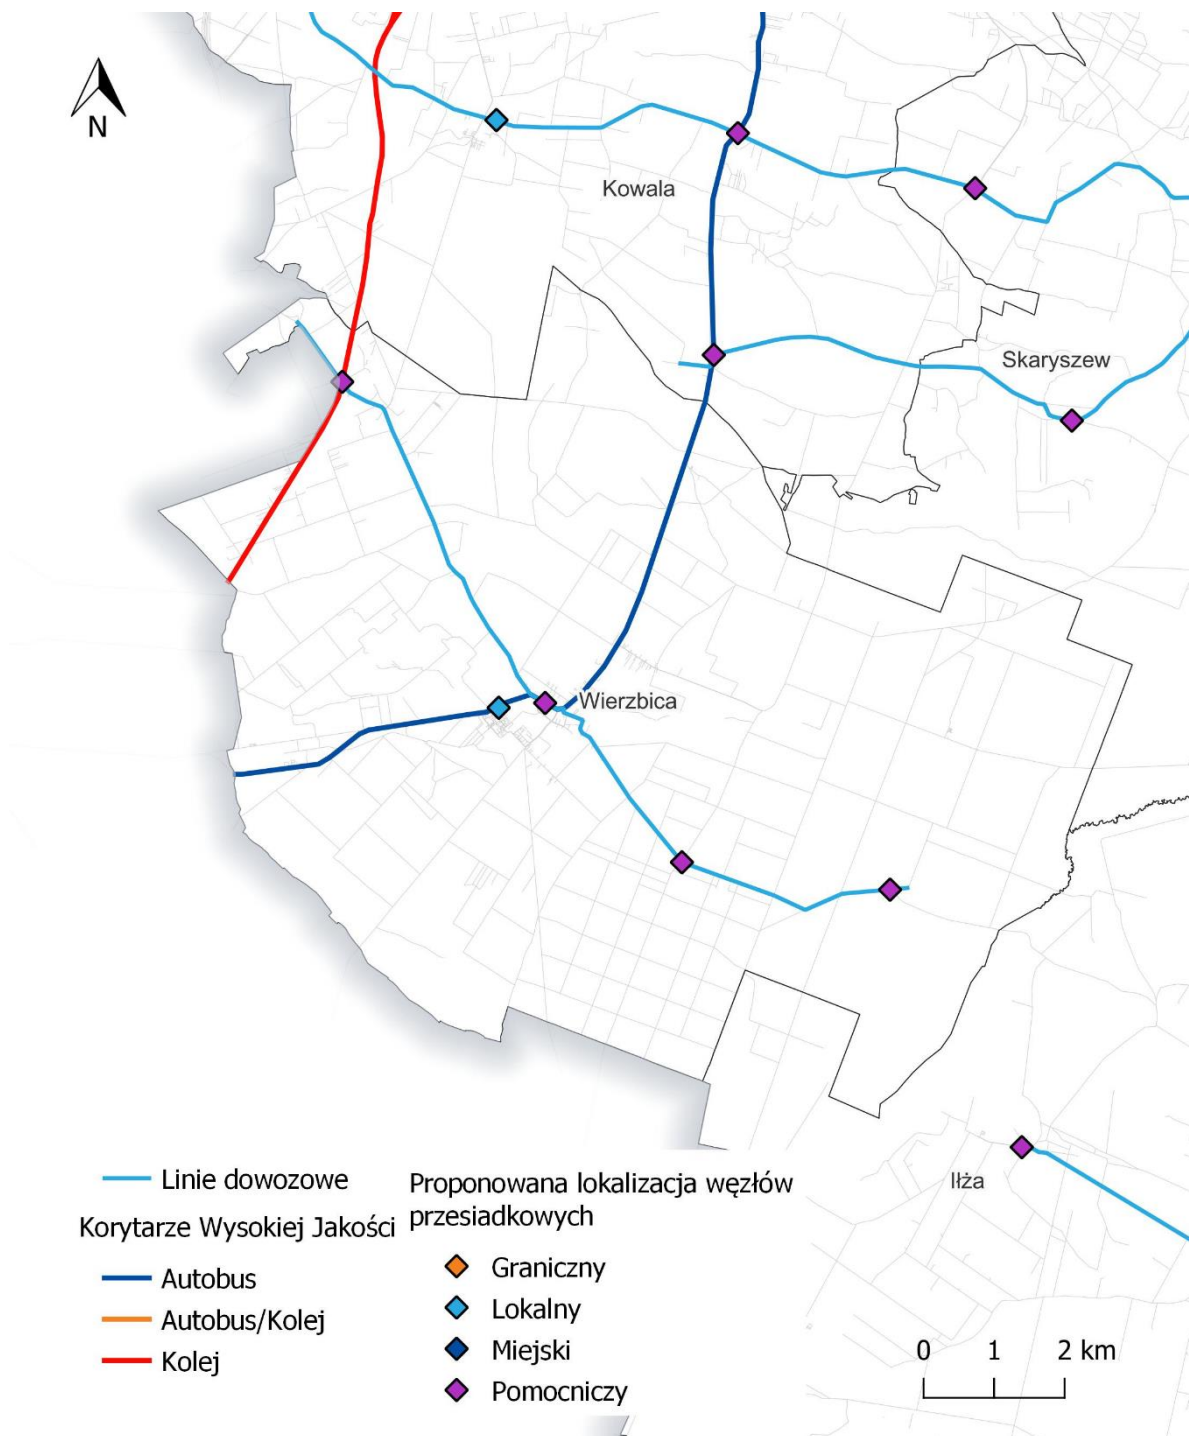 N
Kowala
Skaryszew
Wierzbica
Iłża
Linie dowozowe
Korytarze Wysokiej Jakości
Autobus
Autobus/Kolej
Kolej
Proponowana lokalizacja węzłów
przesiadkowych
Graniczny
Lokalny
Miejski
Pomocniczy
0 1 2 km